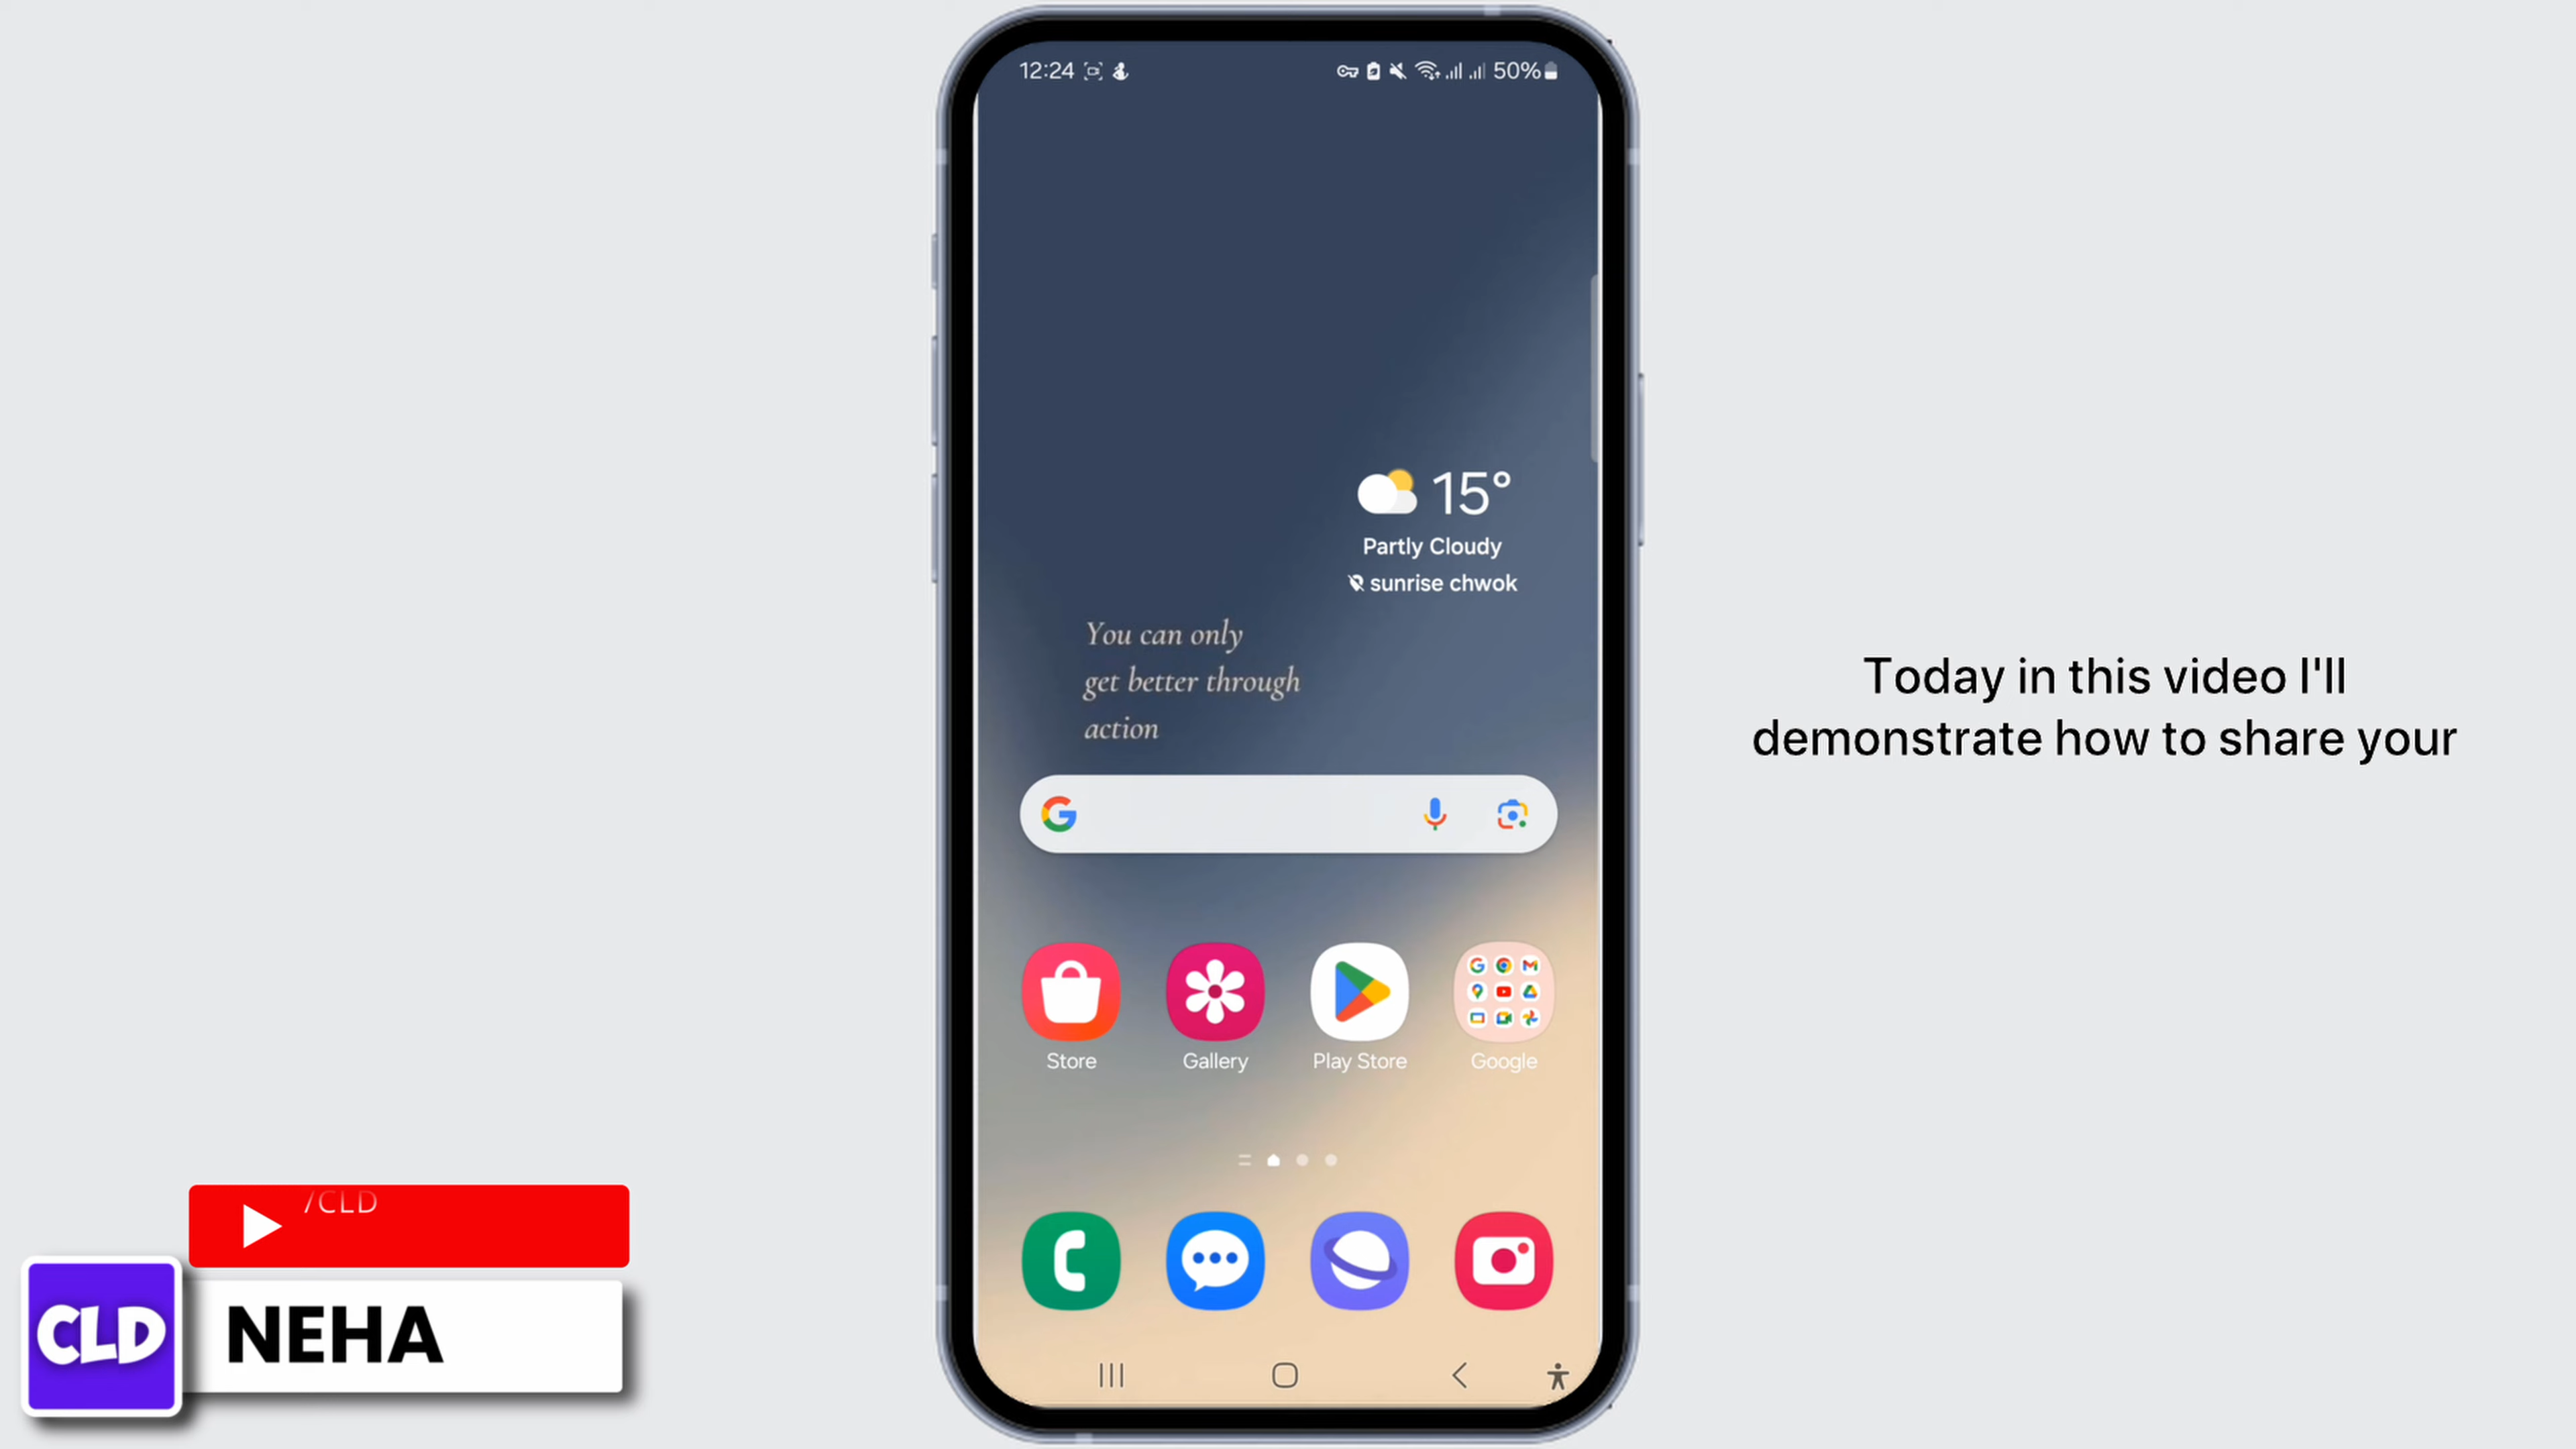 12:24
50%
15°
Partly Cloudy
sunrise chwok
You can only
get better through
action
Store
Gallery
Play Store
Google
Today in this video I'll
demonstrate how to share your
/CLD
CLD
NEHA